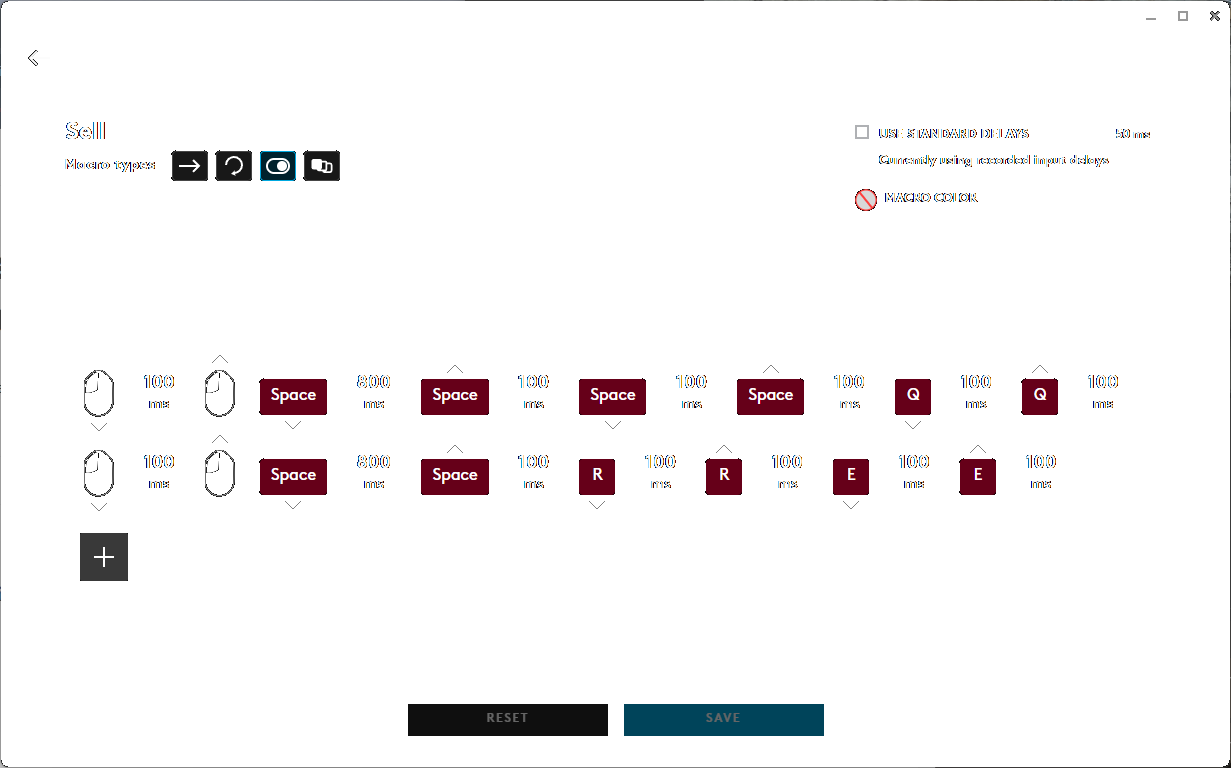 Sell
Macro types
USE STANDARD DELAYS 50 ms
Currently using recorded input delays
MACRO COLOR
100 ms Space 800 ms Space 100 ms Space 100 ms Space 100 ms Q 100 ms Q 100 ms
100 ms Space 800 ms Space 100 ms R 100 ms R 100 ms E 100 ms E 100 ms
RESET SAVE